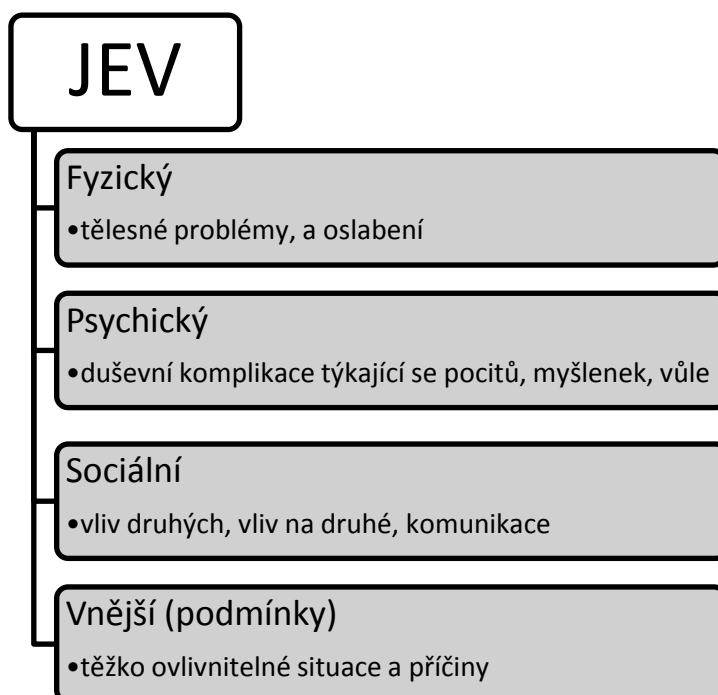 JEV
Fyzický
•tělesné problémy, a oslabení
Psychický
•duševní komplikace týkající se pocitů, myšlenek, vůle
Sociální
•vliv druhých, vliv na druhé, komunikace
Vnější (podmínky)
•těžko ovlivnitelné situace a příčiny